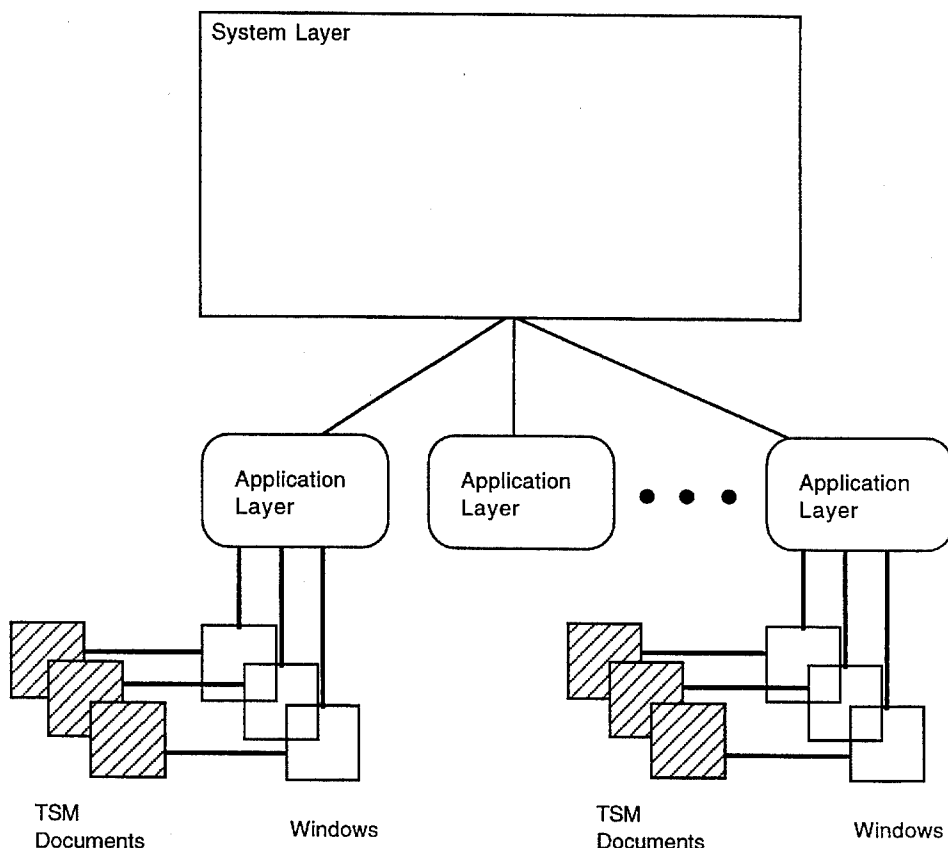 System Layer
Application
Layer
Application
Layer
Application
Layer
TSM
Documents
Windows
TSM
Documents
Windows